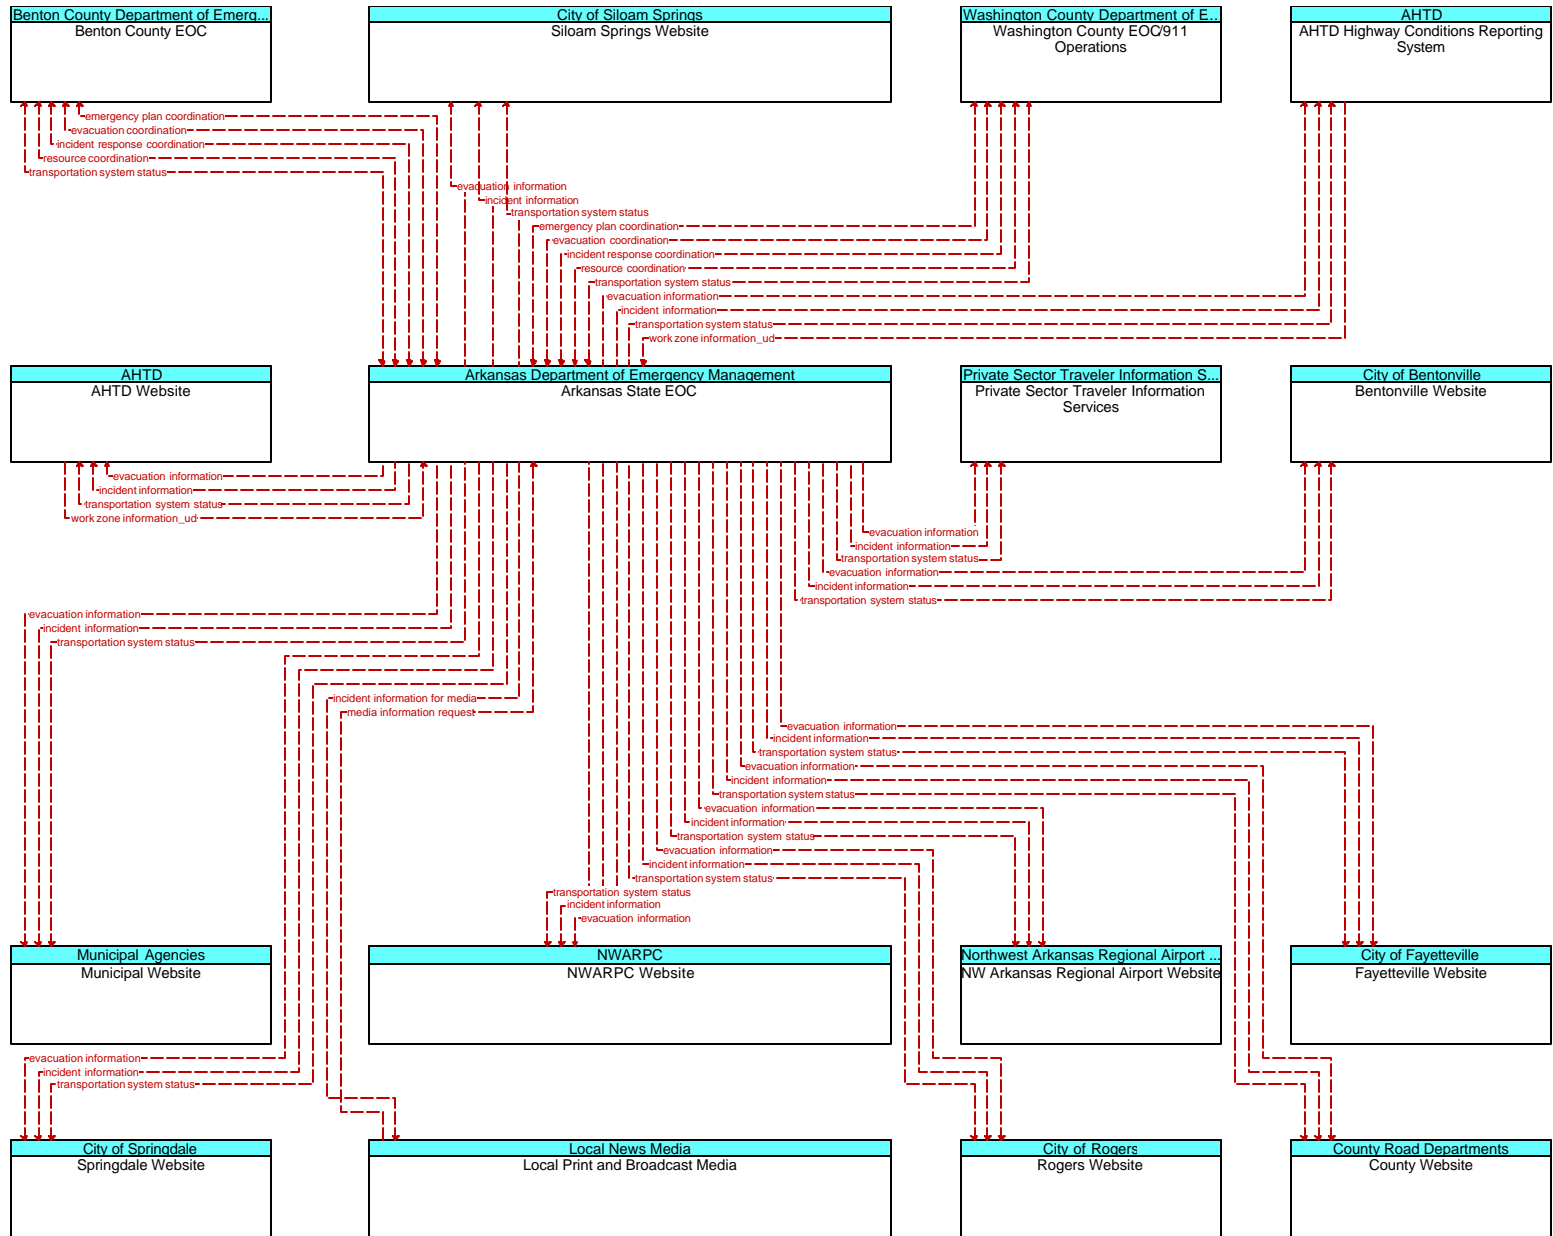 Benton County Department of Emerg...
Benton County EOC
City of Siloam Springs
Siloam Springs Website
Washington County Department of E...
Washington County EOC/911
Operations
AHTD
AHTD Highway Conditions Reporting
System
emergency plan coordination
evacuation coordination
incident response coordination
resource coordination
transportation system status
evacuation information
incident information
transportation system status
emergency plan coordination
evacuation coordination
incident response coordination
resource coordination
transportation system status
evacuation information
incident information
transportation system status
work zone information_ud
AHTD
AHTD Website
Arkansas Department of Emergency Management
Arkansas State EOC
Private Sector Traveler Information S...
Private Sector Traveler Information
Services
City of Bentonville
Bentonville Website
evacuation information
incident information
transportation system status
work zone information_ud
evacuation information
incident information
transportation system status
evacuation information
incident information
transportation system status
evacuation information
incident information
transportation system status
incident information for media
media information request
evacuation information
incident information
transportation system status
evacuation information
incident information
transportation system status
evacuation information
incident information
transportation system status
evacuation information
incident information
transportation system status
transportation system status
incident information
evacuation information
Municipal Agencies
Municipal Website
NWARPC
NWARPC Website
Northwest Arkansas Regional Airport ...
NW Arkansas Regional Airport Website
City of Fayetteville
Fayetteville Website
evacuation information
incident information
transportation system status
City of Springdale
Springdale Website
Local News Media
Local Print and Broadcast Media
City of Rogers
Rogers Website
County Road Departments
County Website